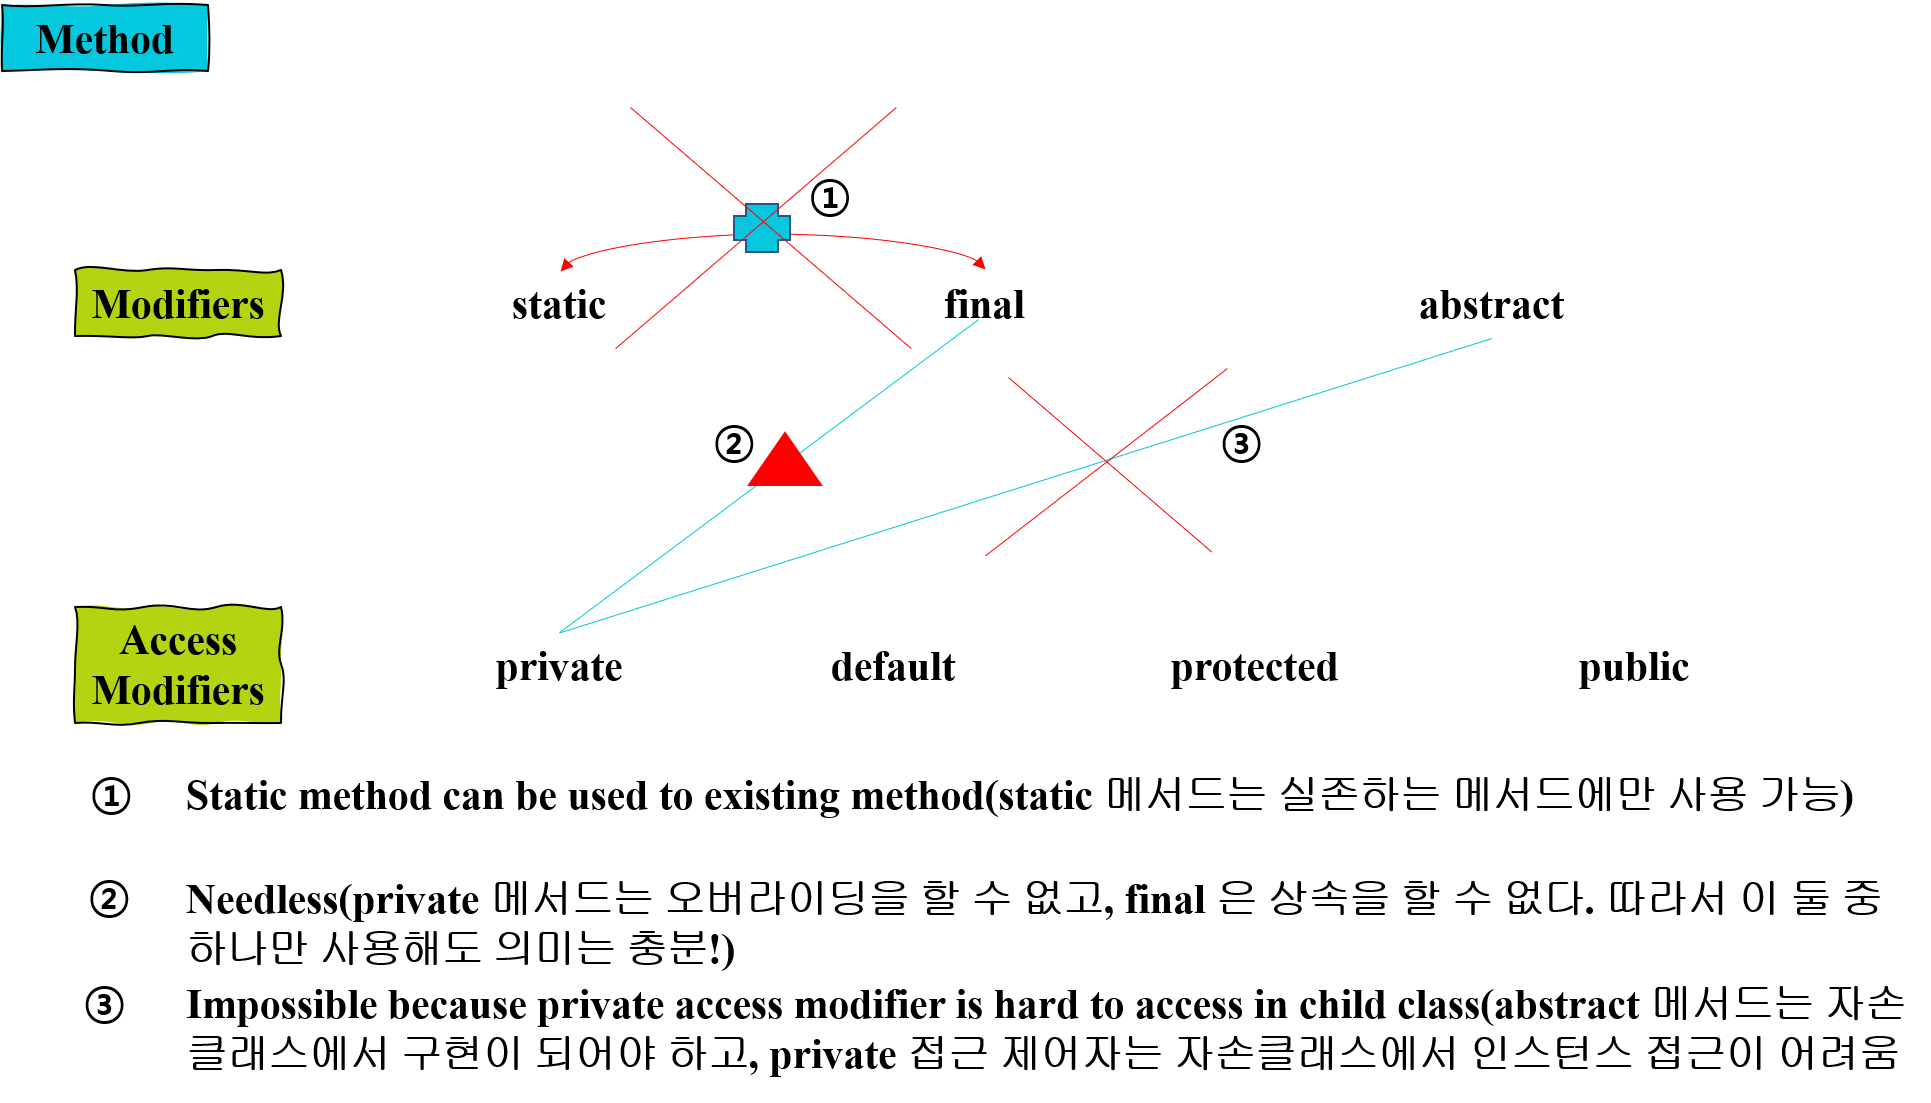 Method
①
Modifiers
static
final
abstract
②
③
Access
Modifiers
private
default
protected
public
① Static method can be used to existing method(static 메서드는 실존하는 메서드에만 사용 가능)
② Needless(private 메서드는 오버라이딩을 할 수 없고, final 은 상속을 할 수 없다. 따라서 이 둘 중
하나만 사용해도 의미는 충분!)
③ Impossible because private access modifier is hard to access in child class(abstract 메서드는 자손
클래스에서 구현이 되어야 하고, private 접근 제어자는 자손클래스에서 인스턴스 접근이 어려움